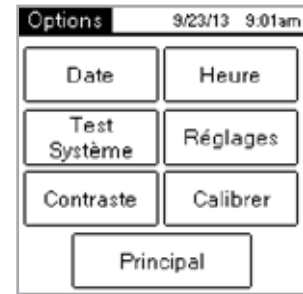 Options 9/23/13 9:01am
Date Heure
Test
Système Réglages
Contraste Calibrer
Principal